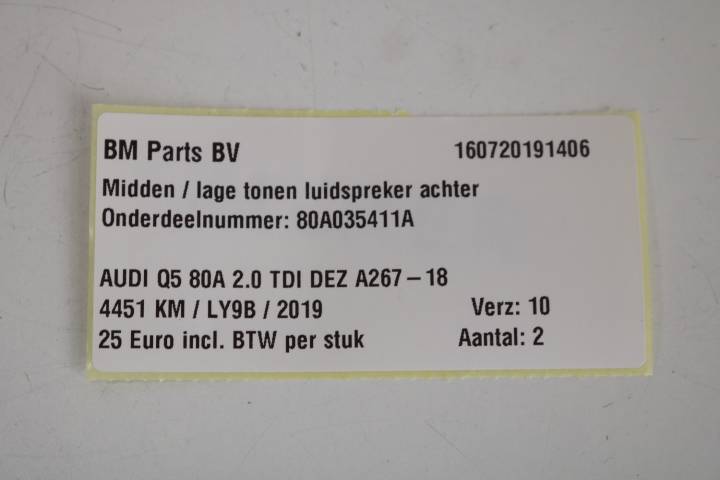 BM Parts BV 160720191406
Midden / lage tonen luidspreker achter
Onderdeelnummer: 80A035411A
AUDI Q5 80A 2.0 TDI DEZ A267 – 18
4451 KM / LY9B / 2019 Verz: 10
25 Euro incl. BTW per stuk Aantal: 2